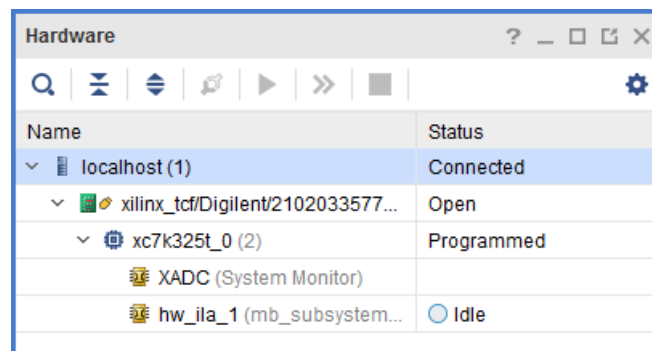 Hardware
Name Status
localhost (1) Connected
xilinx_tcf/Digilent/2102033577... Open
xc7k325t_0 (2) Programmed
XADC (System Monitor)
hw_ila_1 (mb_subsystem... Idle